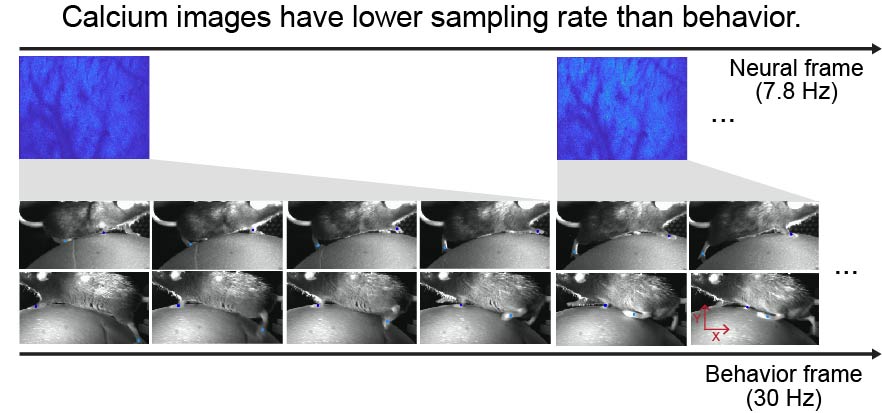 Calcium images have lower sampling rate than behavior.
Neural frame
(7.8 Hz)
...
...
Y
X
Behavior frame
(30 Hz)